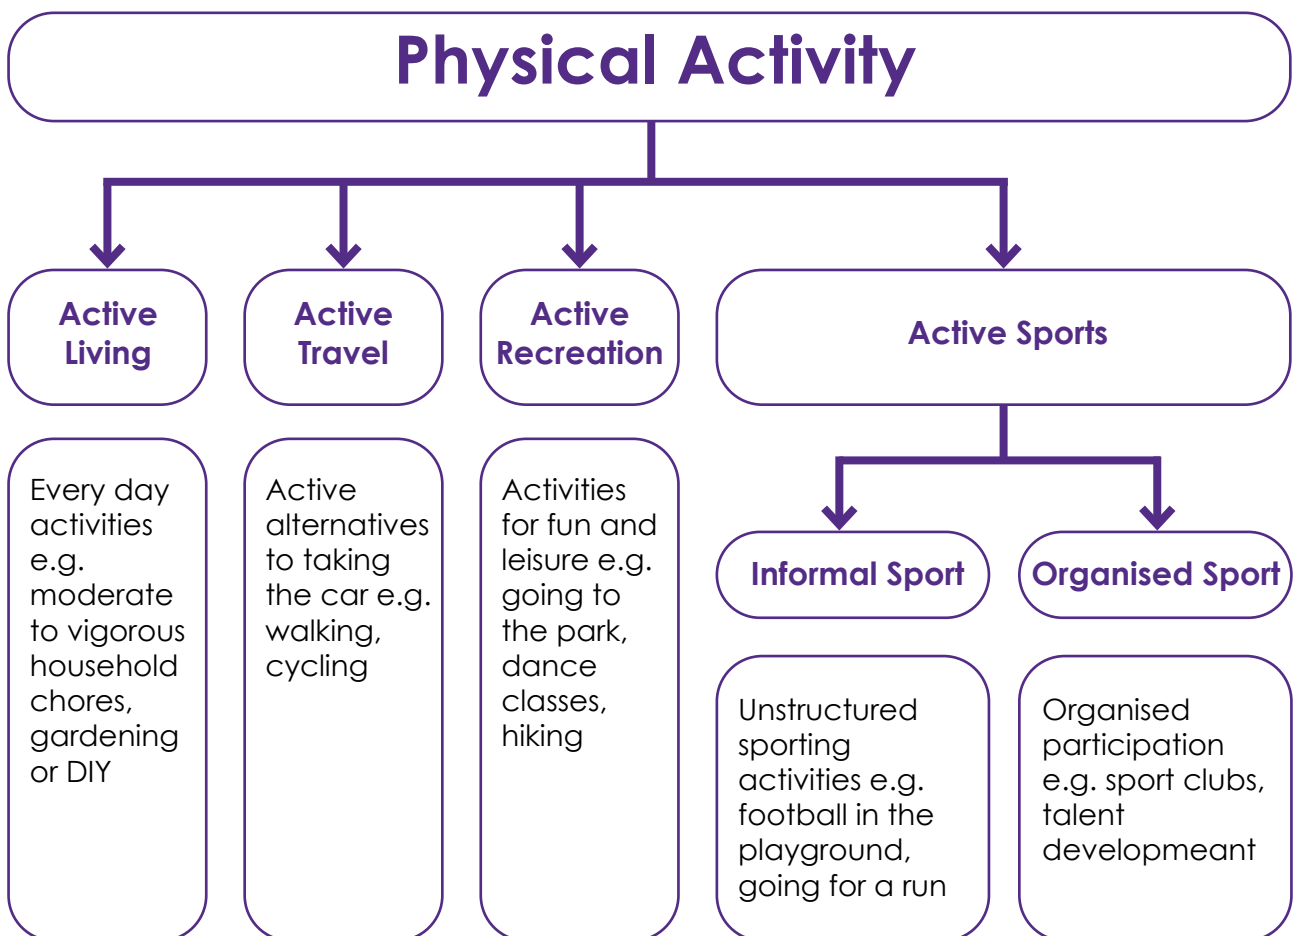 Physical Activity
Active
Living
Active
Travel
Active
Recreation
Active Sports
Every day
activities
e.g.
moderate
to vigorous
household
chores,
gardening
or DIY
Active
alternatives
to taking
the car e.g.
walking,
cycling
Activities
for fun and
leisure e.g.
going to
the park,
dance
classes,
hiking
Informal Sport
Organised Sport
Unstructured
sporting
activities e.g.
football in the
playground,
going for a run
Organised
participation
e.g. sport clubs,
talent
developmeant